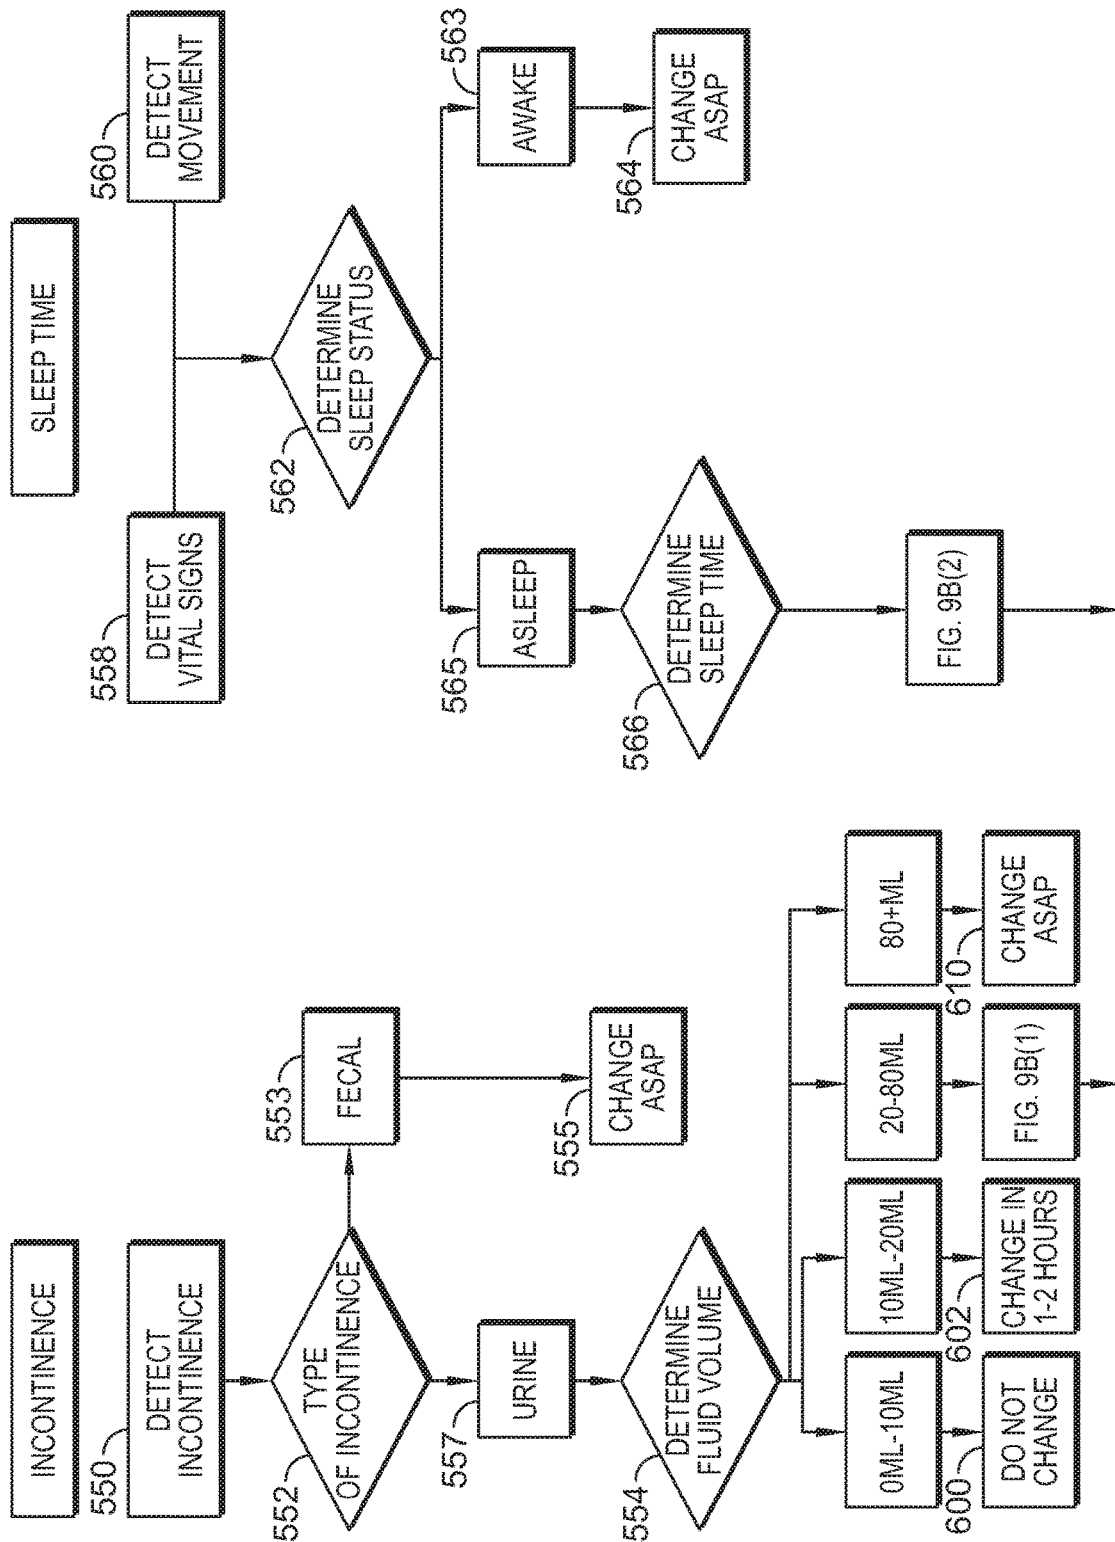 INCONTINENCE
550
DETECT
INCONTINENCE
552
TYPE
OF INCONTINENCE
553
FECAL
555
CHANGE
ASAP
557
URINE
554
DETERMINE
FLUID VOLUME
0ML-10ML
10ML-20ML
20-80ML
80+ML
600
DO NOT
CHANGE
602
CHANGE IN
1-2 HOURS
FIG. 9B(1)
610
CHANGE
ASAP
SLEEP TIME
558
DETECT
VITAL SIGNS
560
DETECT
MOVEMENT
562
DETERMINE
SLEEP STATUS
565
ASLEEP
563
AWAKE
564
CHANGE
ASAP
566
DETERMINE
SLEEP TIME
FIG. 9B(2)